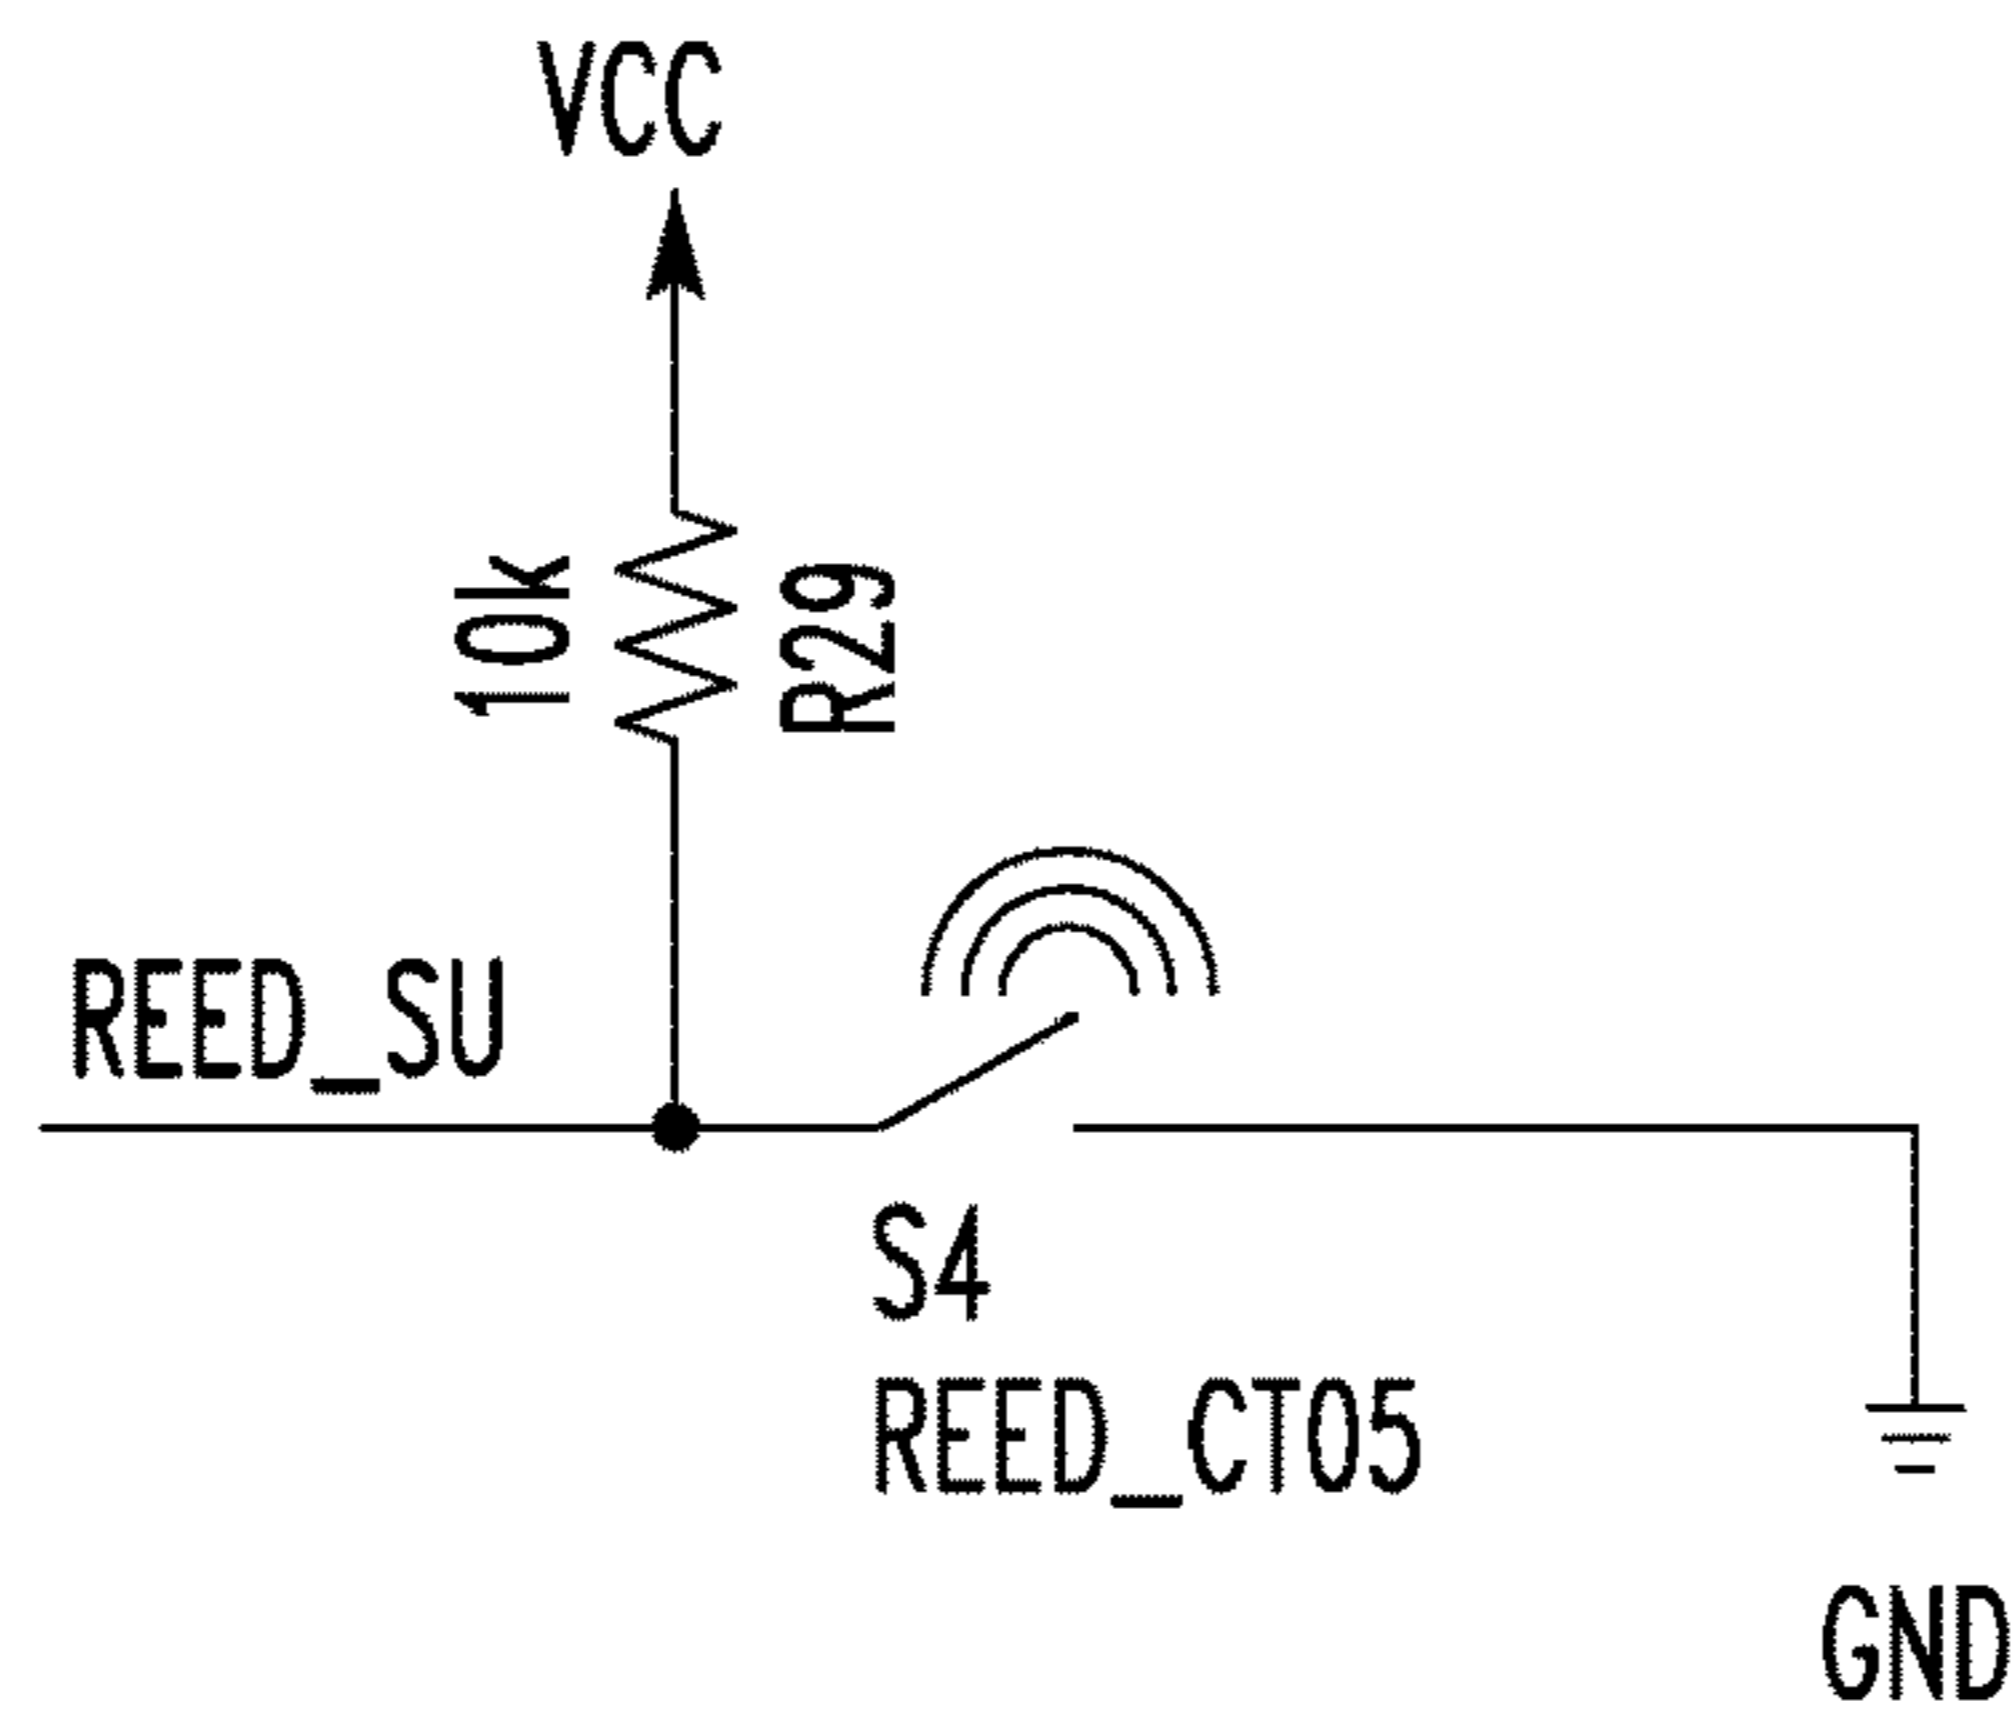 VCC
10k
R29
REED_SU
S4
REED_CT05
GND